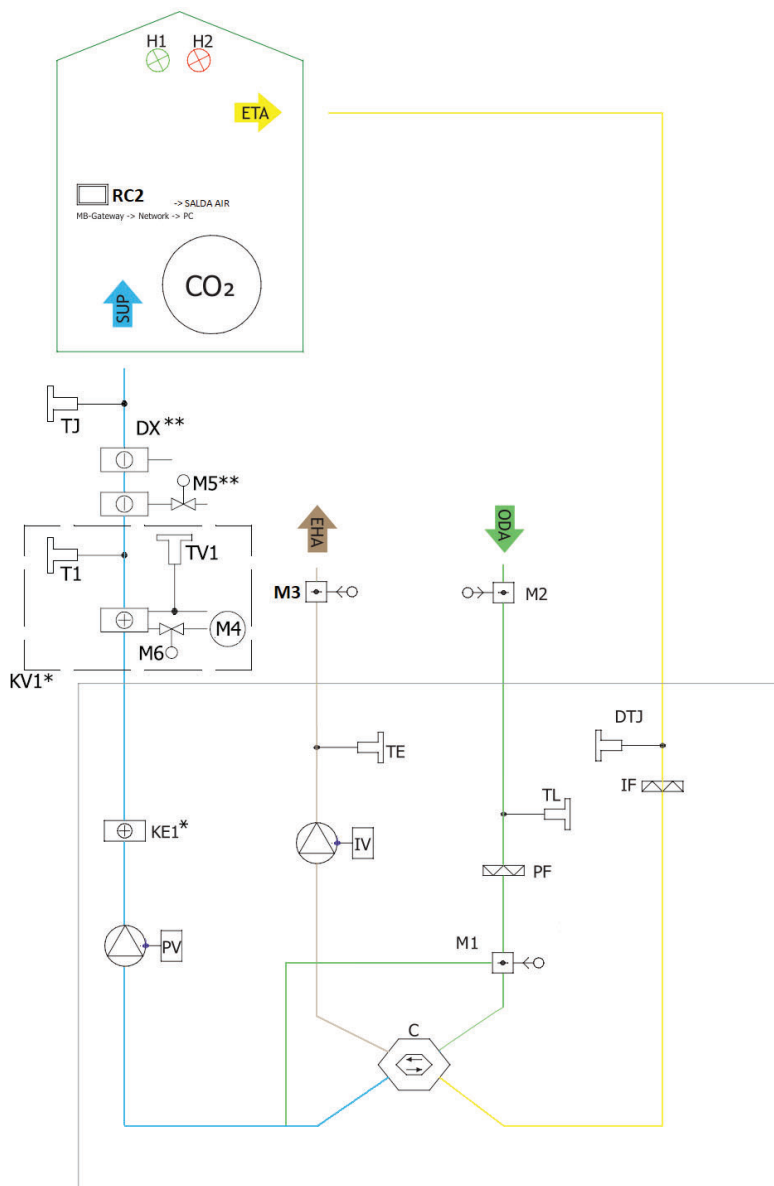 H1 H2
ETA
RC2 -> SALDA AIR
MB-Gateway -> Network -> PC
CO₂
SUP
TJ
DX**
M5**
EHA
ODA
T1
TV1
M3
M2
M4
M6
KV1*
DTJ
TE
IF
TL
KE1*
IV
PF
PV
M1
C